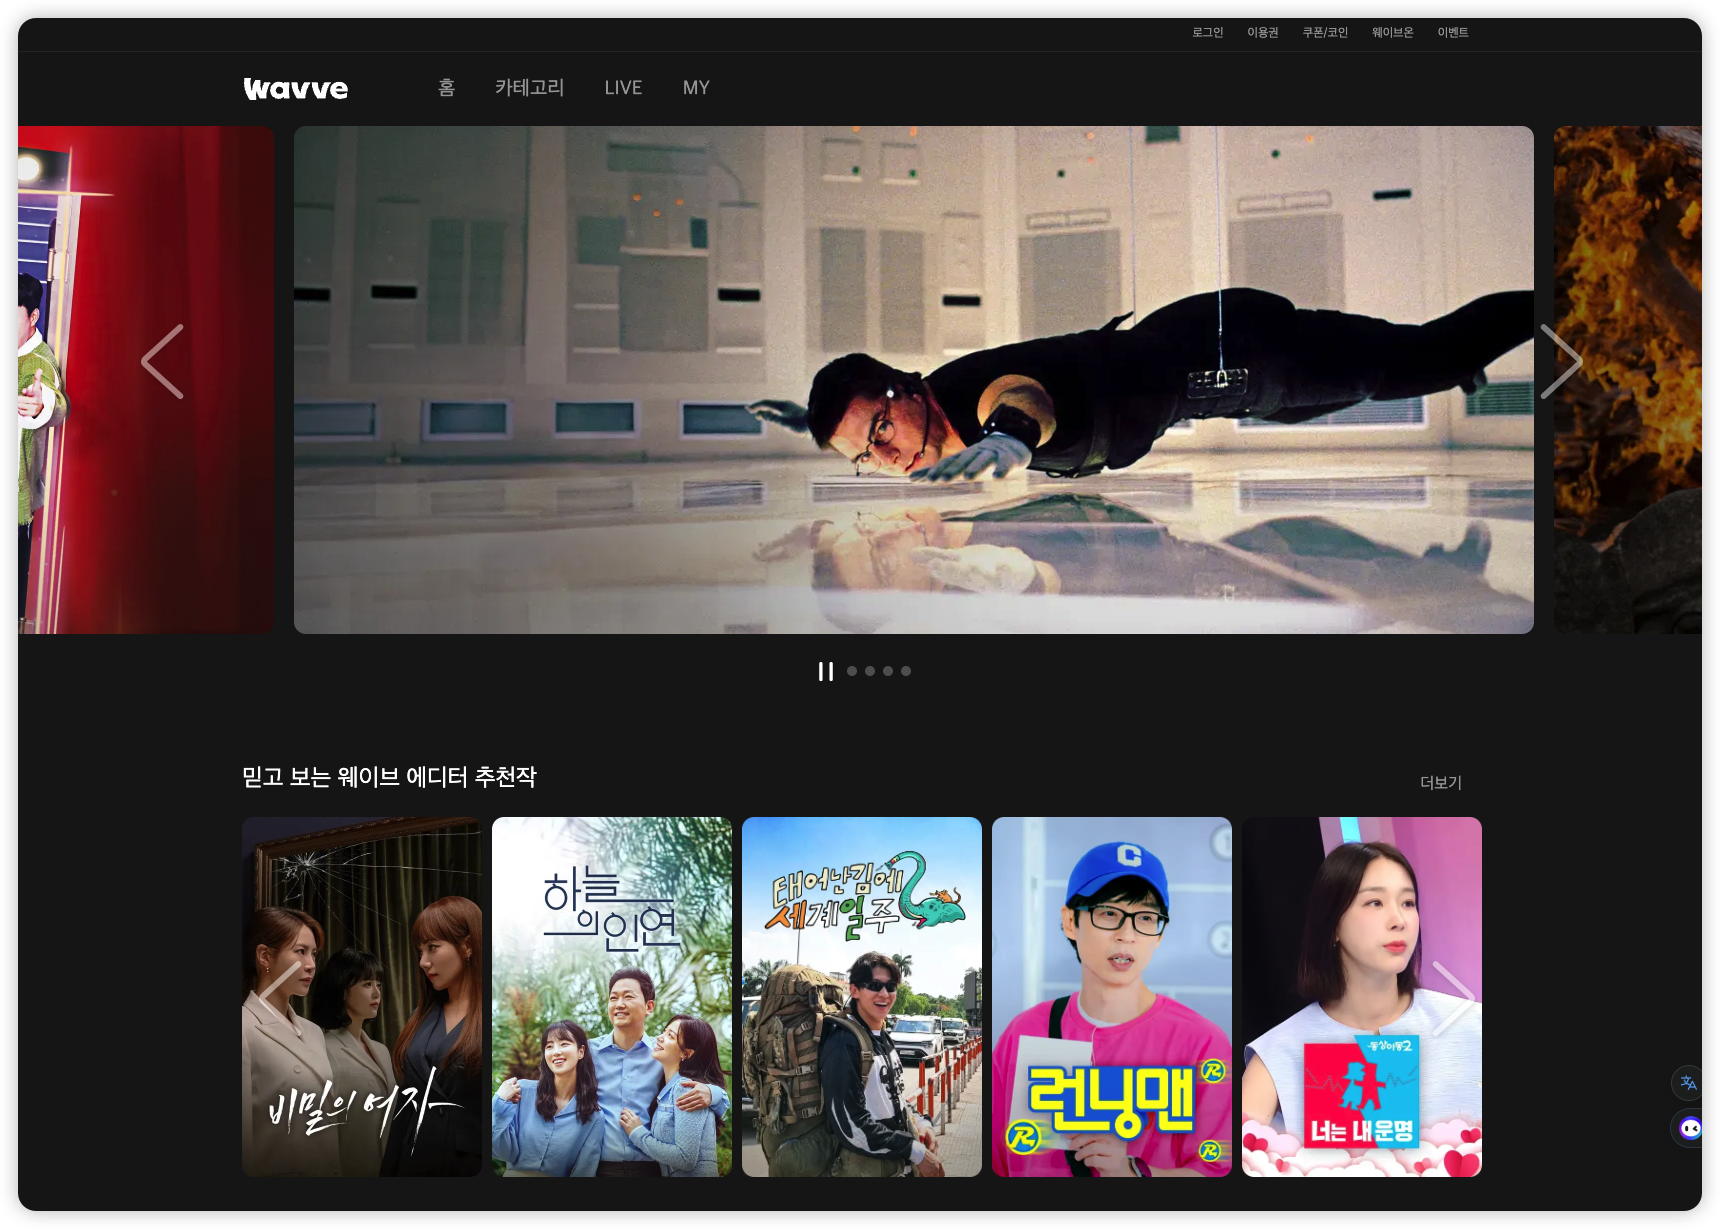 로그인 이용권 쿠폰/코인 웨이브온 이벤트
wavve 홈 카테고리 LIVE MY
믿고 보는 웨이브 에디터 추천작
더보기
비밀의 여자
하늘
의 인연
태어난 김에
세계일주
C
런닝맨
R
R
R
동상이몽2
너는 내 운명